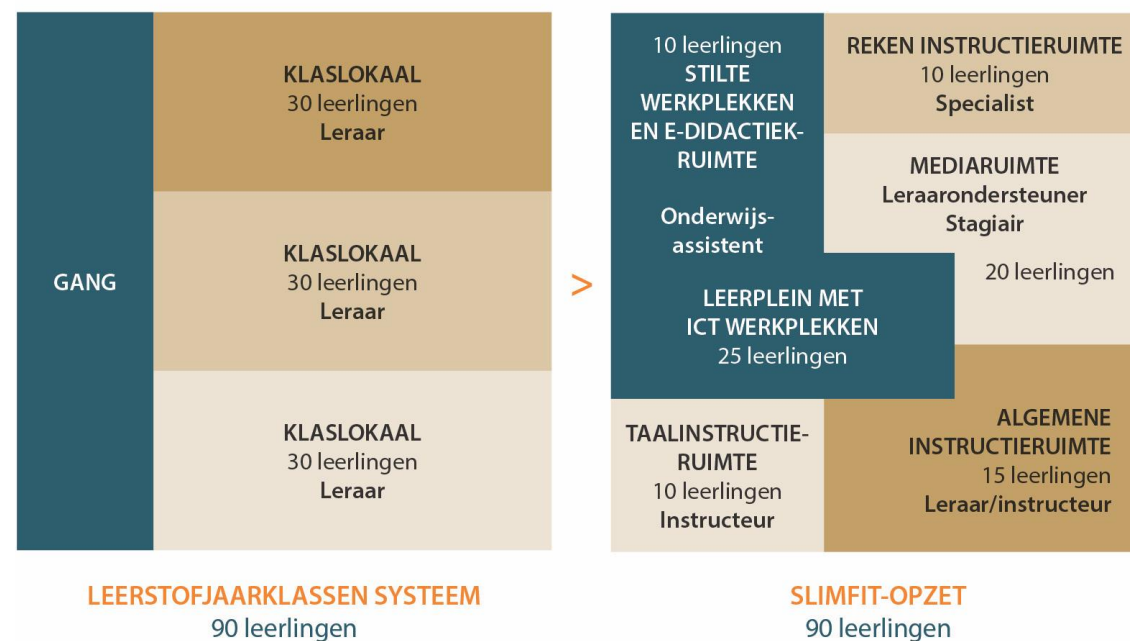 GANG
KLASLOKAAL
30 leerlingen
Leraar
KLASLOKAAL
30 leerlingen
Leraar
KLASLOKAAL
30 leerlingen
Leraar
LEERSTOFJAARKLASSEN SYSTEEM
90 leerlingen
>
10 leerlingen
STILTE
WERKPLEKKEN
EN E-DIDACTIEK-
RUIMTE
Onderwijs-
assistent
REKEN INSTRUCTIERUIMTE
10 leerlingen
Specialist
MEDIARUIMTE
Leraarondersteuner
Stagiair
20 leerlingen
LEERPLEIN MET
ICT WERKPLEKKEN
25 leerlingen
TAALINSTRUCTIE-
RUIMTE
10 leerlingen
Instructeur
ALGEMENE
INSTRUCTIERUIMTE
15 leerlingen
Leraar/instructeur
SLIMFIT-OPZET
90 leerlingen